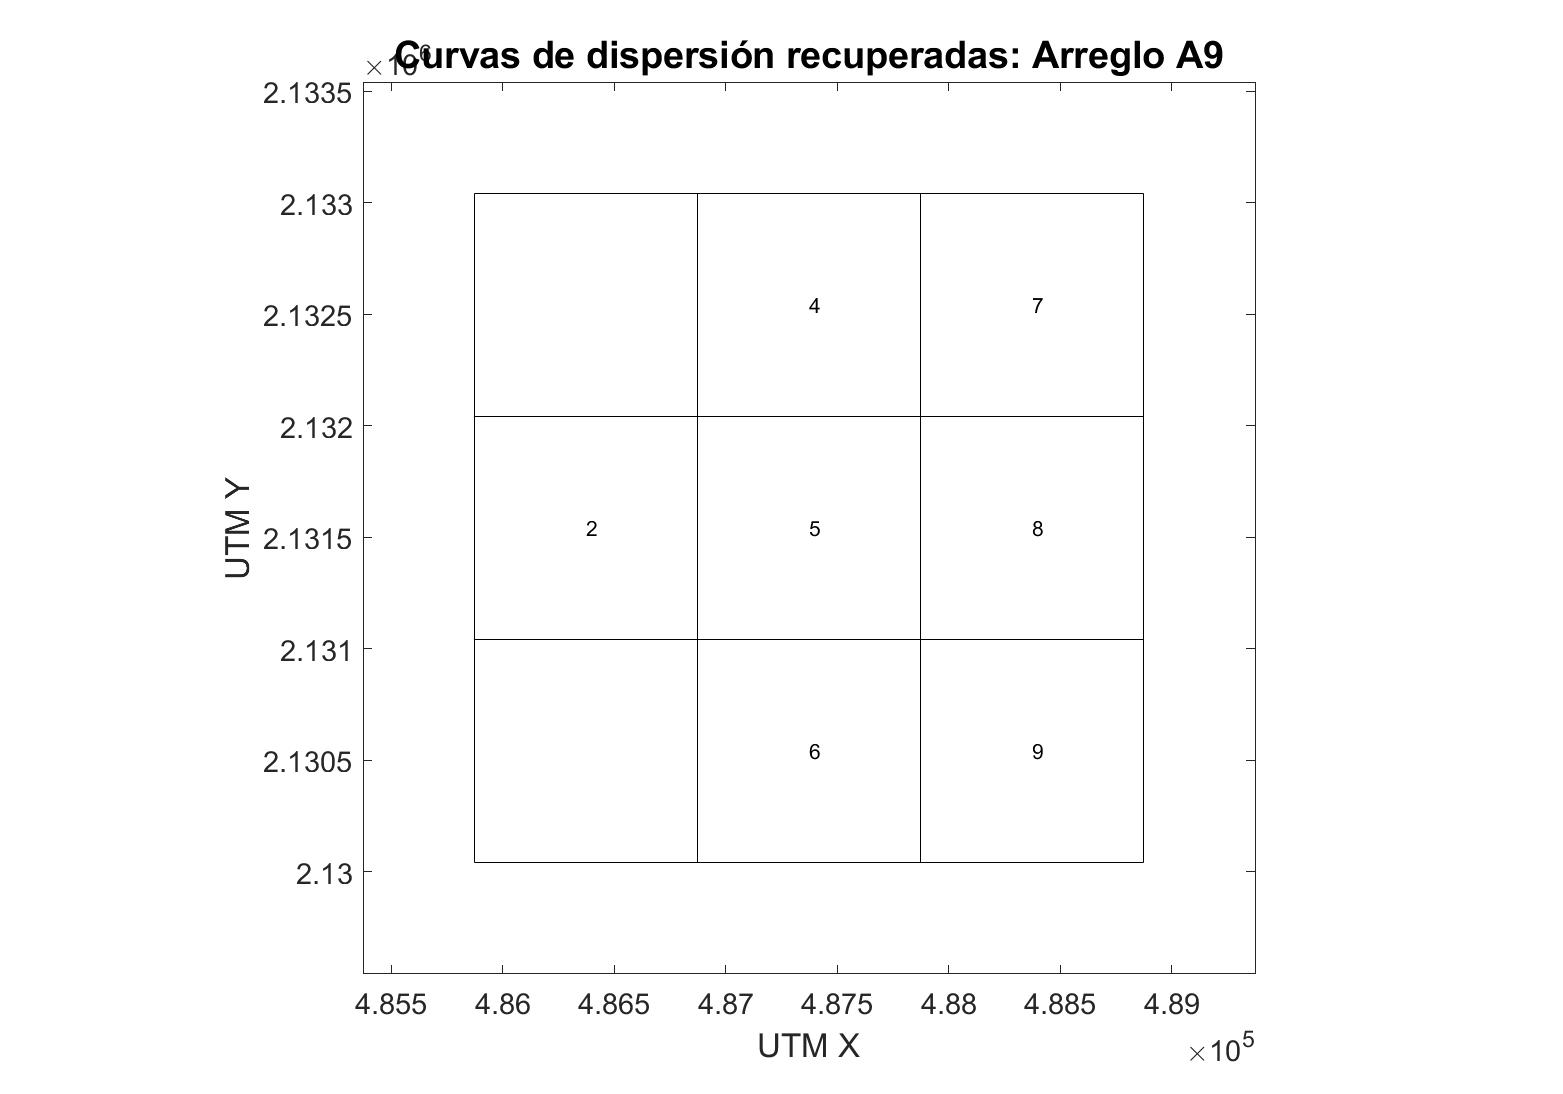 Curvas de dispersión recuperadas: Arreglo A9
×10^6
2.1335
2.133
2.1325
2.132
2.1315
2.131
2.1305
2.13
UTM Y
4 7
2 5 8
6 9
4.855 4.86 4.865 4.87 4.875 4.88 4.885 4.89
UTM X
×10^5